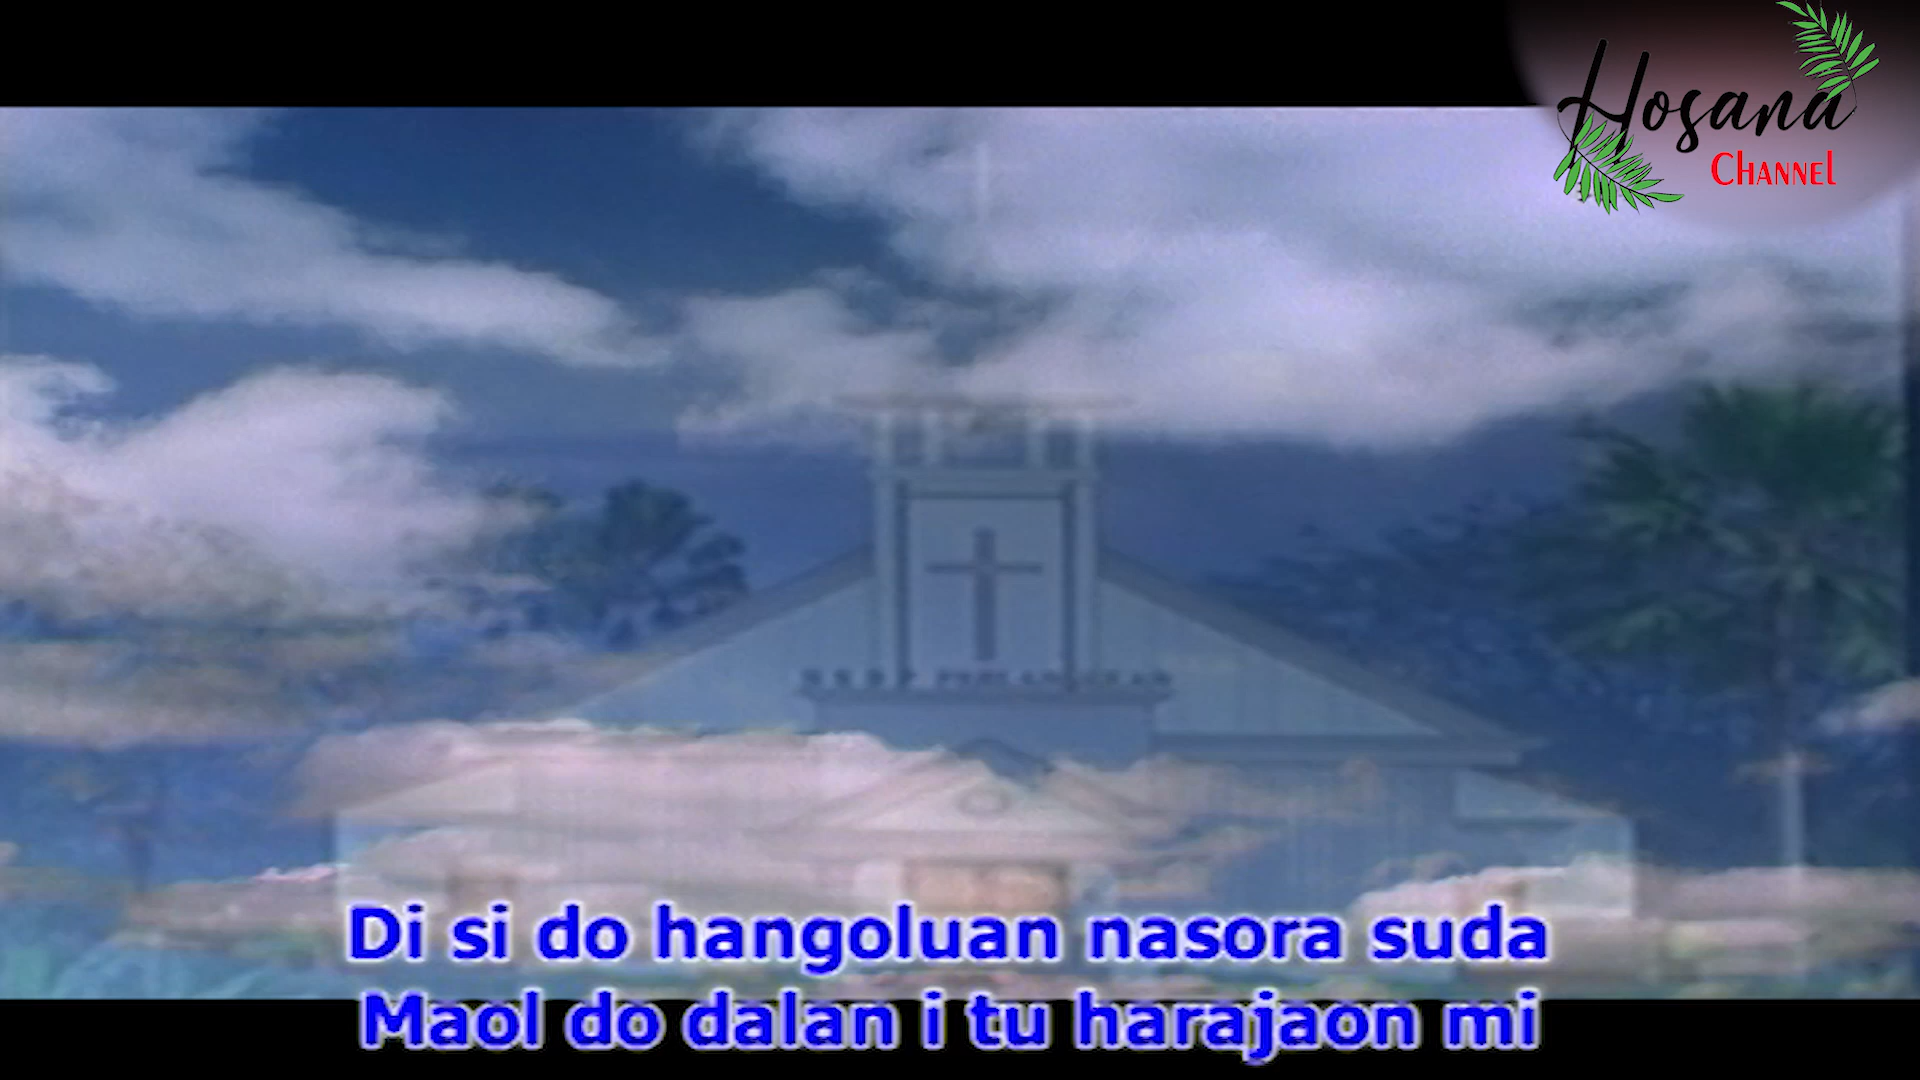 Hosana
Channel
Di si do hangoluan nasora suda
Maol do dalan i tu harajaon mi